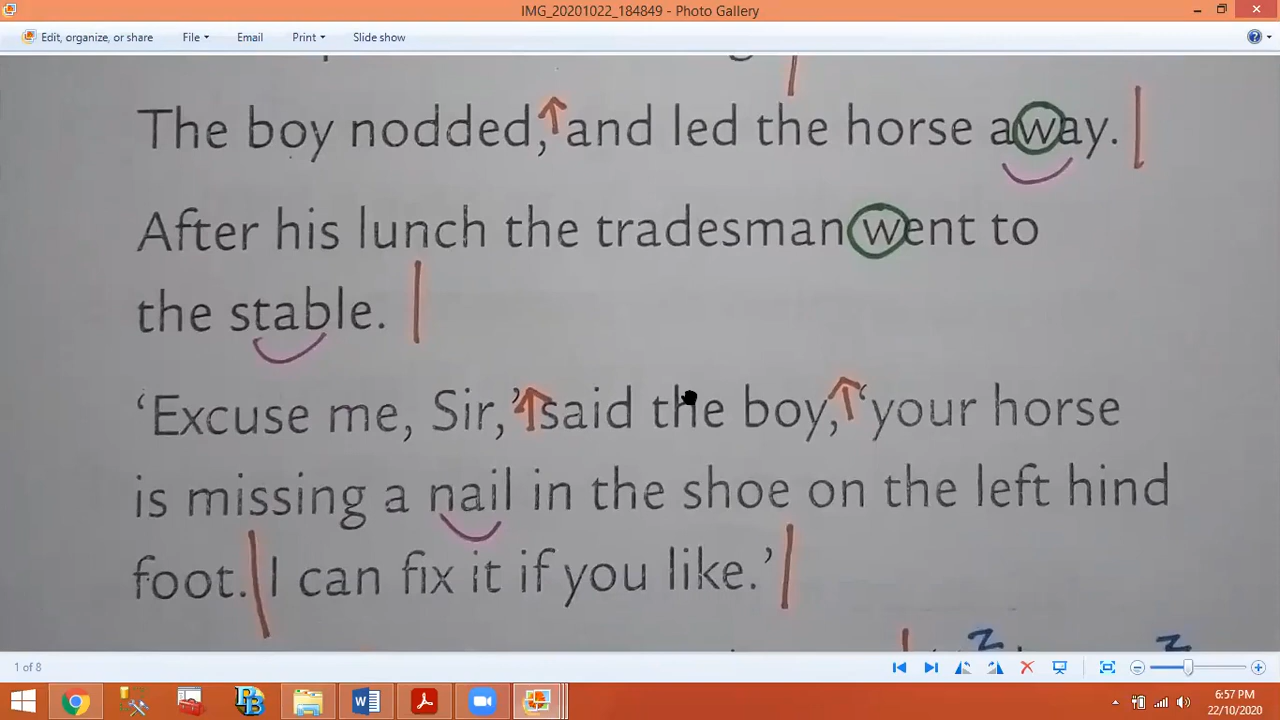 IMG_20201022_184849 - Photo Gallery
Edit, organize, or share File Email Print Slide show
The boy nodded, and led the horse away.
After his lunch the tradesman went to
the stable.
‘Excuse me, Sir,’ said the boy, ‘your horse
is missing a nail in the shoe on the left hind
foot. I can fix it if you like.’
z z
1 of 8
6:57 PM
22/10/2020